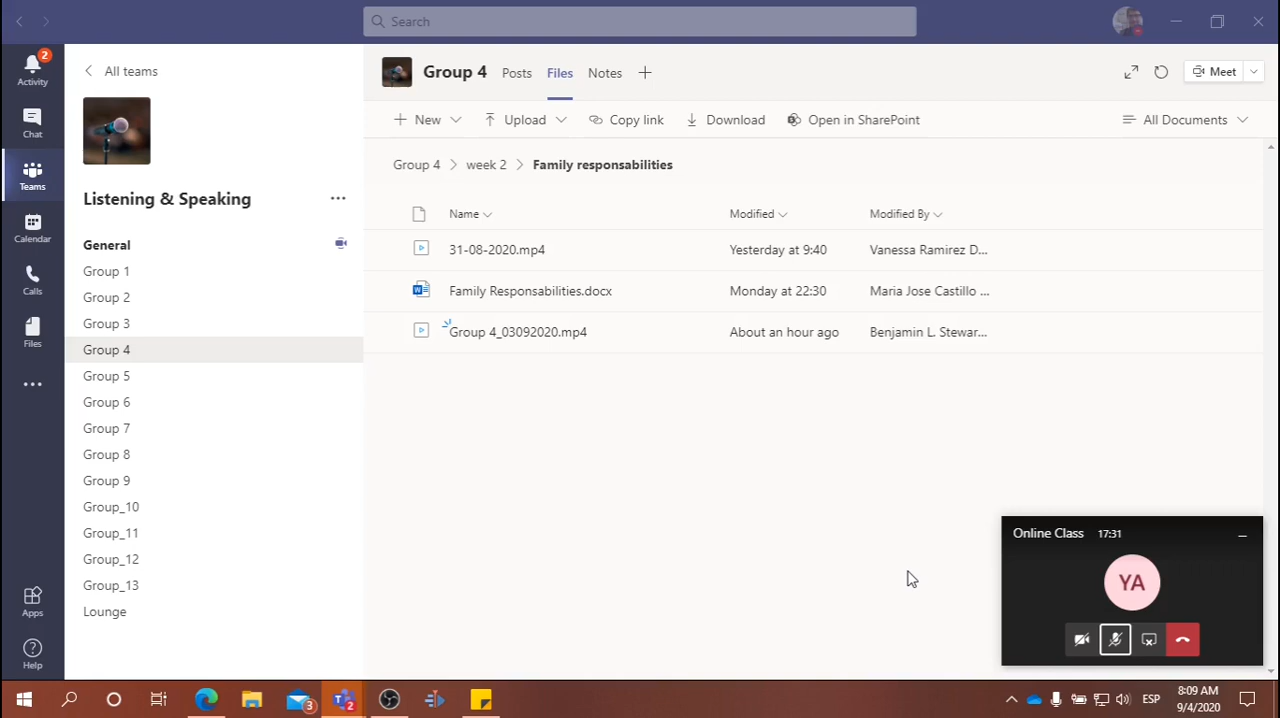 Search
2
Activity
Chat
Teams
Calendar
Calls
Files
Apps
Help
All teams
Listening & Speaking
General
Group 1
Group 2
Group 3
Group 4
Group 5
Group 6
Group 7
Group 8
Group 9
Group_10
Group_11
Group_12
Group_13
Lounge
Group 4 Posts Files Notes
Meet
New Upload Copy link Download Open in SharePoint All Documents
Group 4 > week 2 > Family responsabilities
Name Modified Modified By
31-08-2020.mp4 Yesterday at 9:40 Vanessa Ramirez D...
Family Responsabilities.docx Monday at 22:30 Maria Jose Castillo ...
Group 4_03092020.mp4 About an hour ago Benjamin L. Stewar...
Online Class 17:31
YA
3
2
ESP
8:09 AM
9/4/2020